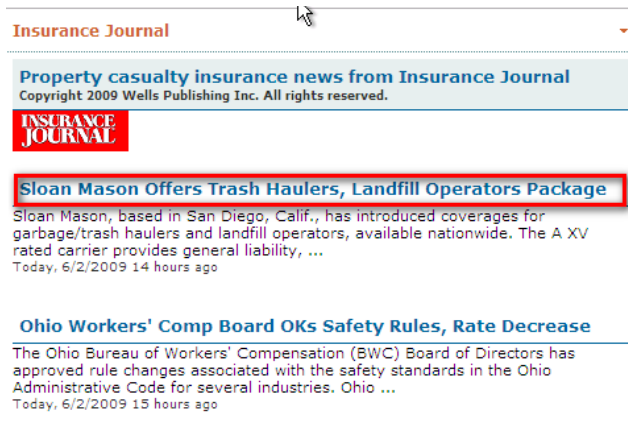 Insurance Journal
Property casualty insurance news from Insurance Journal
Copyright 2009 Wells Publishing Inc. All rights reserved.
INSURANCE
JOURNAL
Sloan Mason Offers Trash Haulers, Landfill Operators Package
Sloan Mason, based in San Diego, Calif., has introduced coverages for
garbage/trash haulers and landfill operators, available nationwide. The A XV
rated carrier provides general liability, ...
Today, 6/2/2009 14 hours ago
Ohio Workers' Comp Board OKs Safety Rules, Rate Decrease
The Ohio Bureau of Workers' Compensation (BWC) Board of Directors has
approved rule changes associated with the safety standards in the Ohio
Administrative Code for several industries. Ohio ...
Today, 6/2/2009 15 hours ago